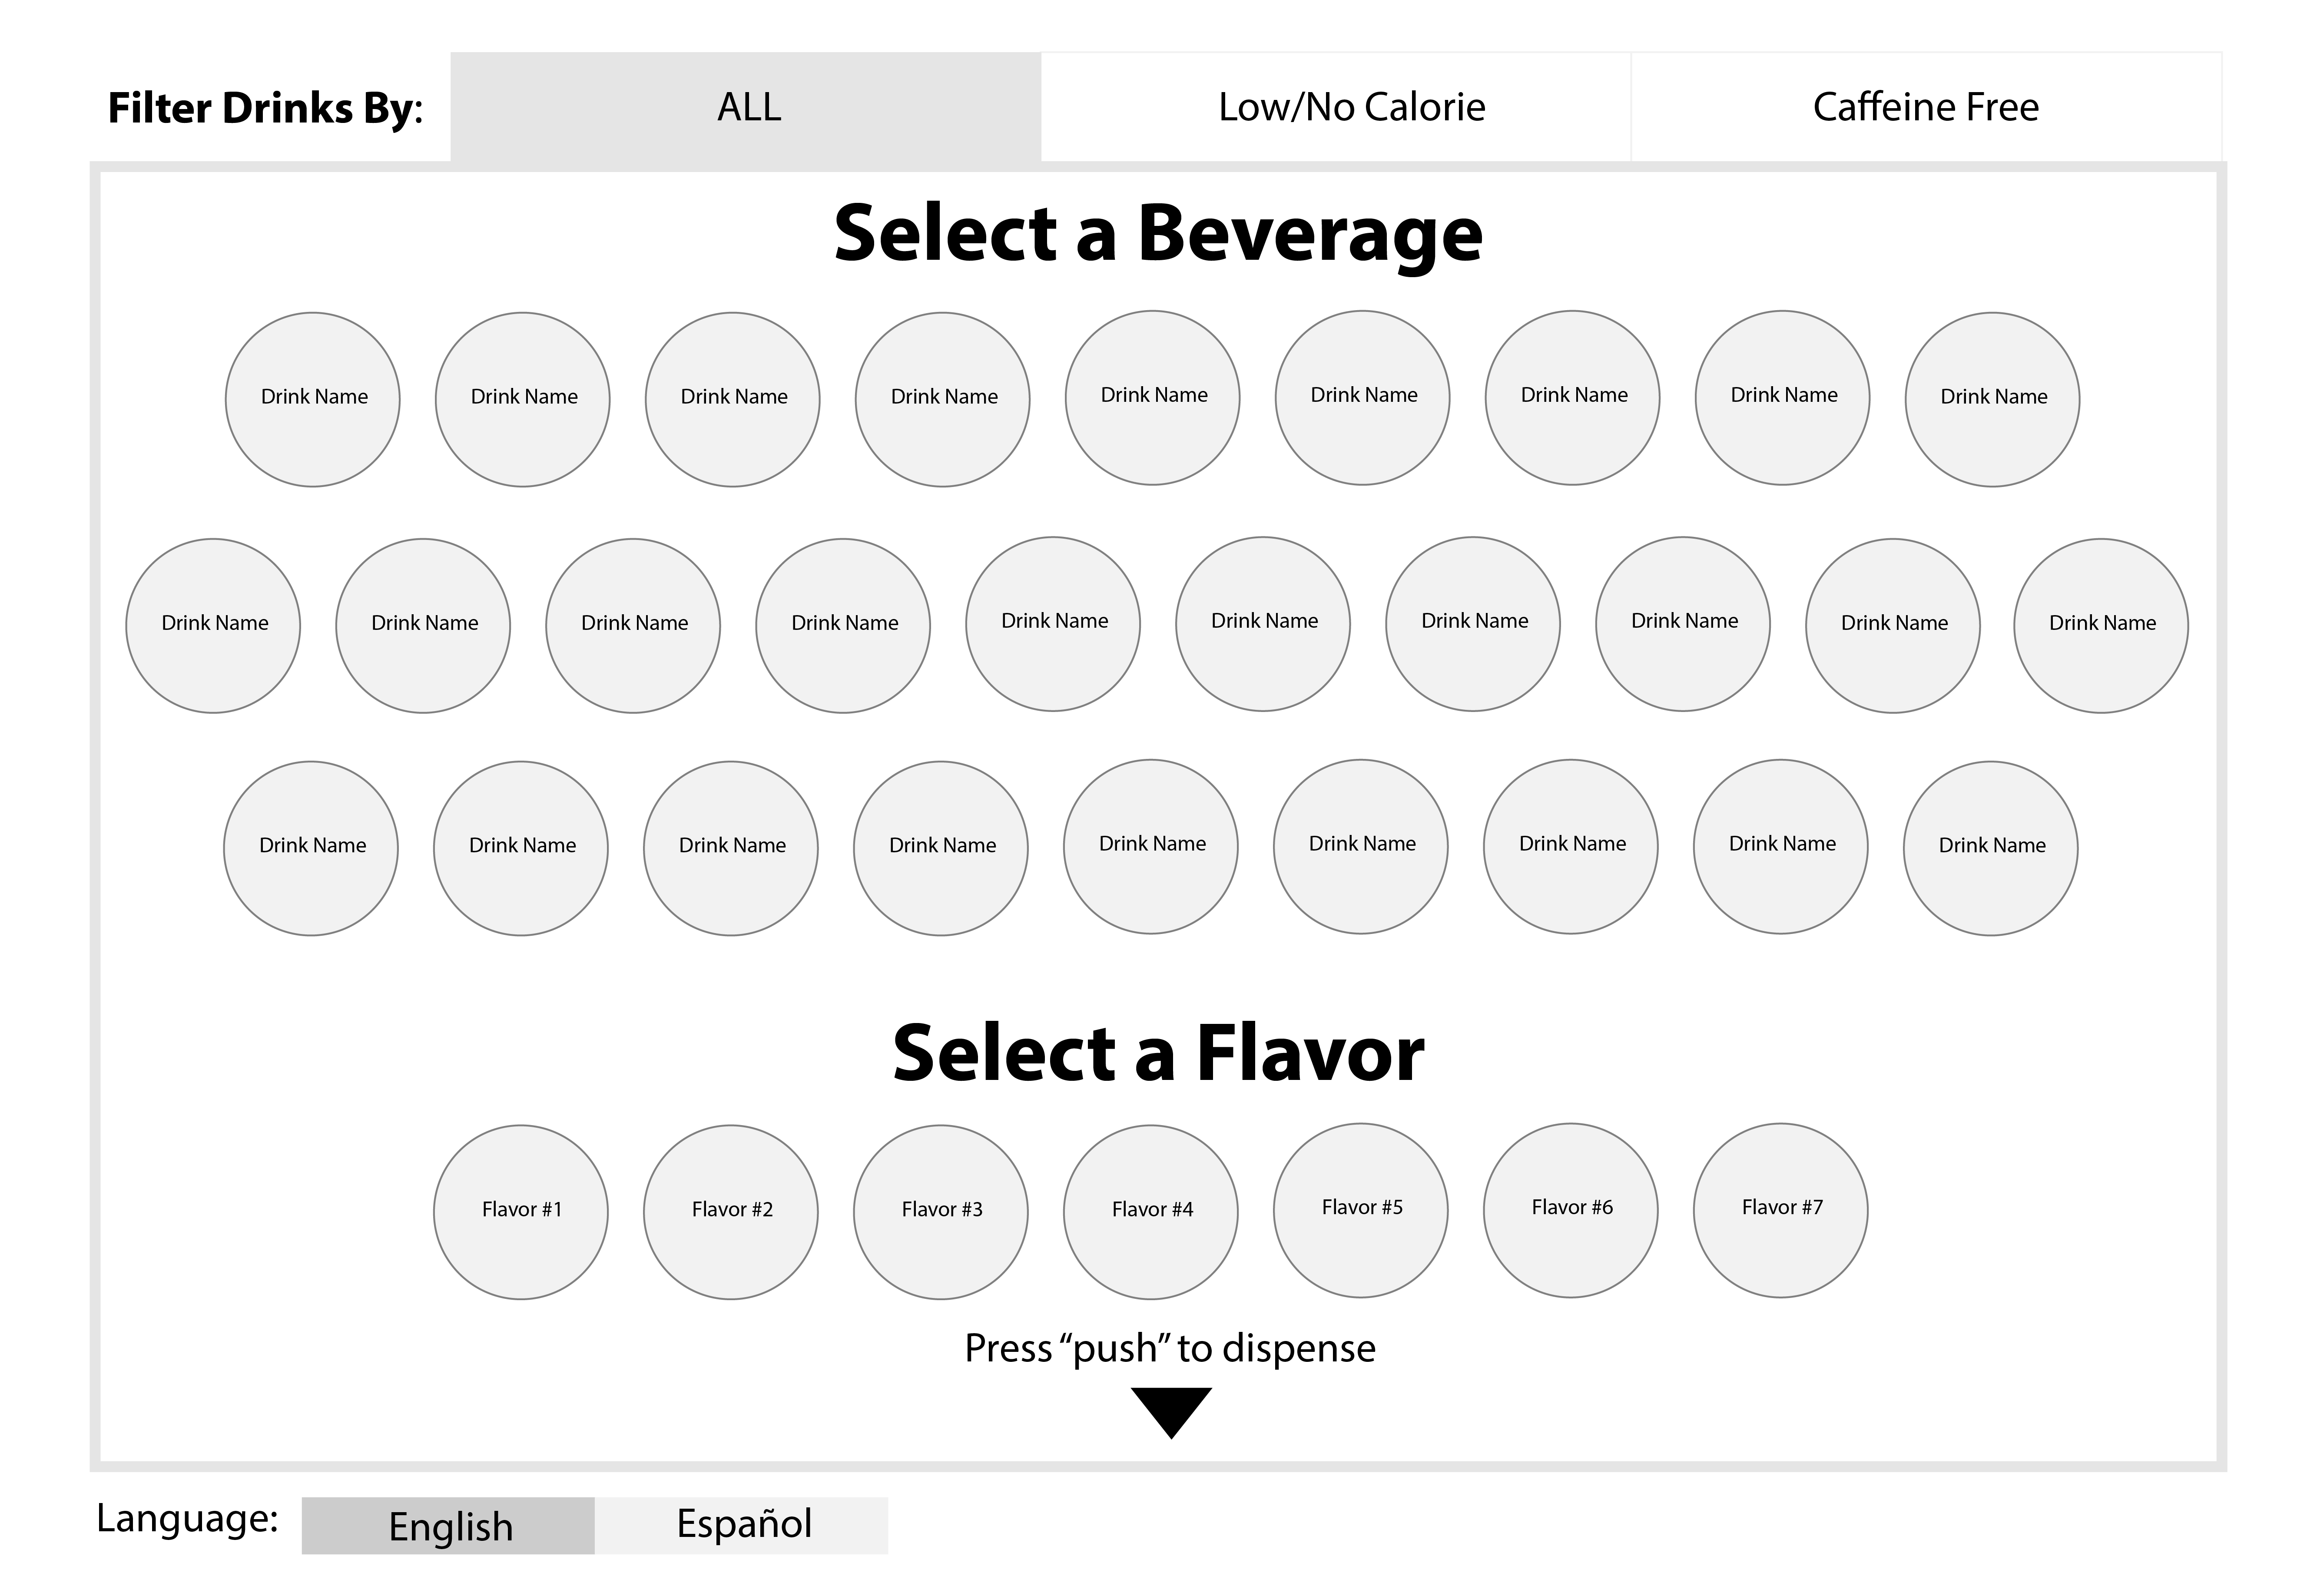 Filter Drinks By: ALL Low/No Calorie Caffeine Free
Select a Beverage
Drink Name Drink Name Drink Name Drink Name Drink Name Drink Name Drink Name Drink Name Drink Name
Drink Name Drink Name Drink Name Drink Name Drink Name Drink Name Drink Name Drink Name Drink Name Drink Name
Drink Name Drink Name Drink Name Drink Name Drink Name Drink Name Drink Name Drink Name Drink Name
Select a Flavor
Flavor #1 Flavor #2 Flavor #3 Flavor #4 Flavor #5 Flavor #6 Flavor #7
Press “push” to dispense
Language: English Español